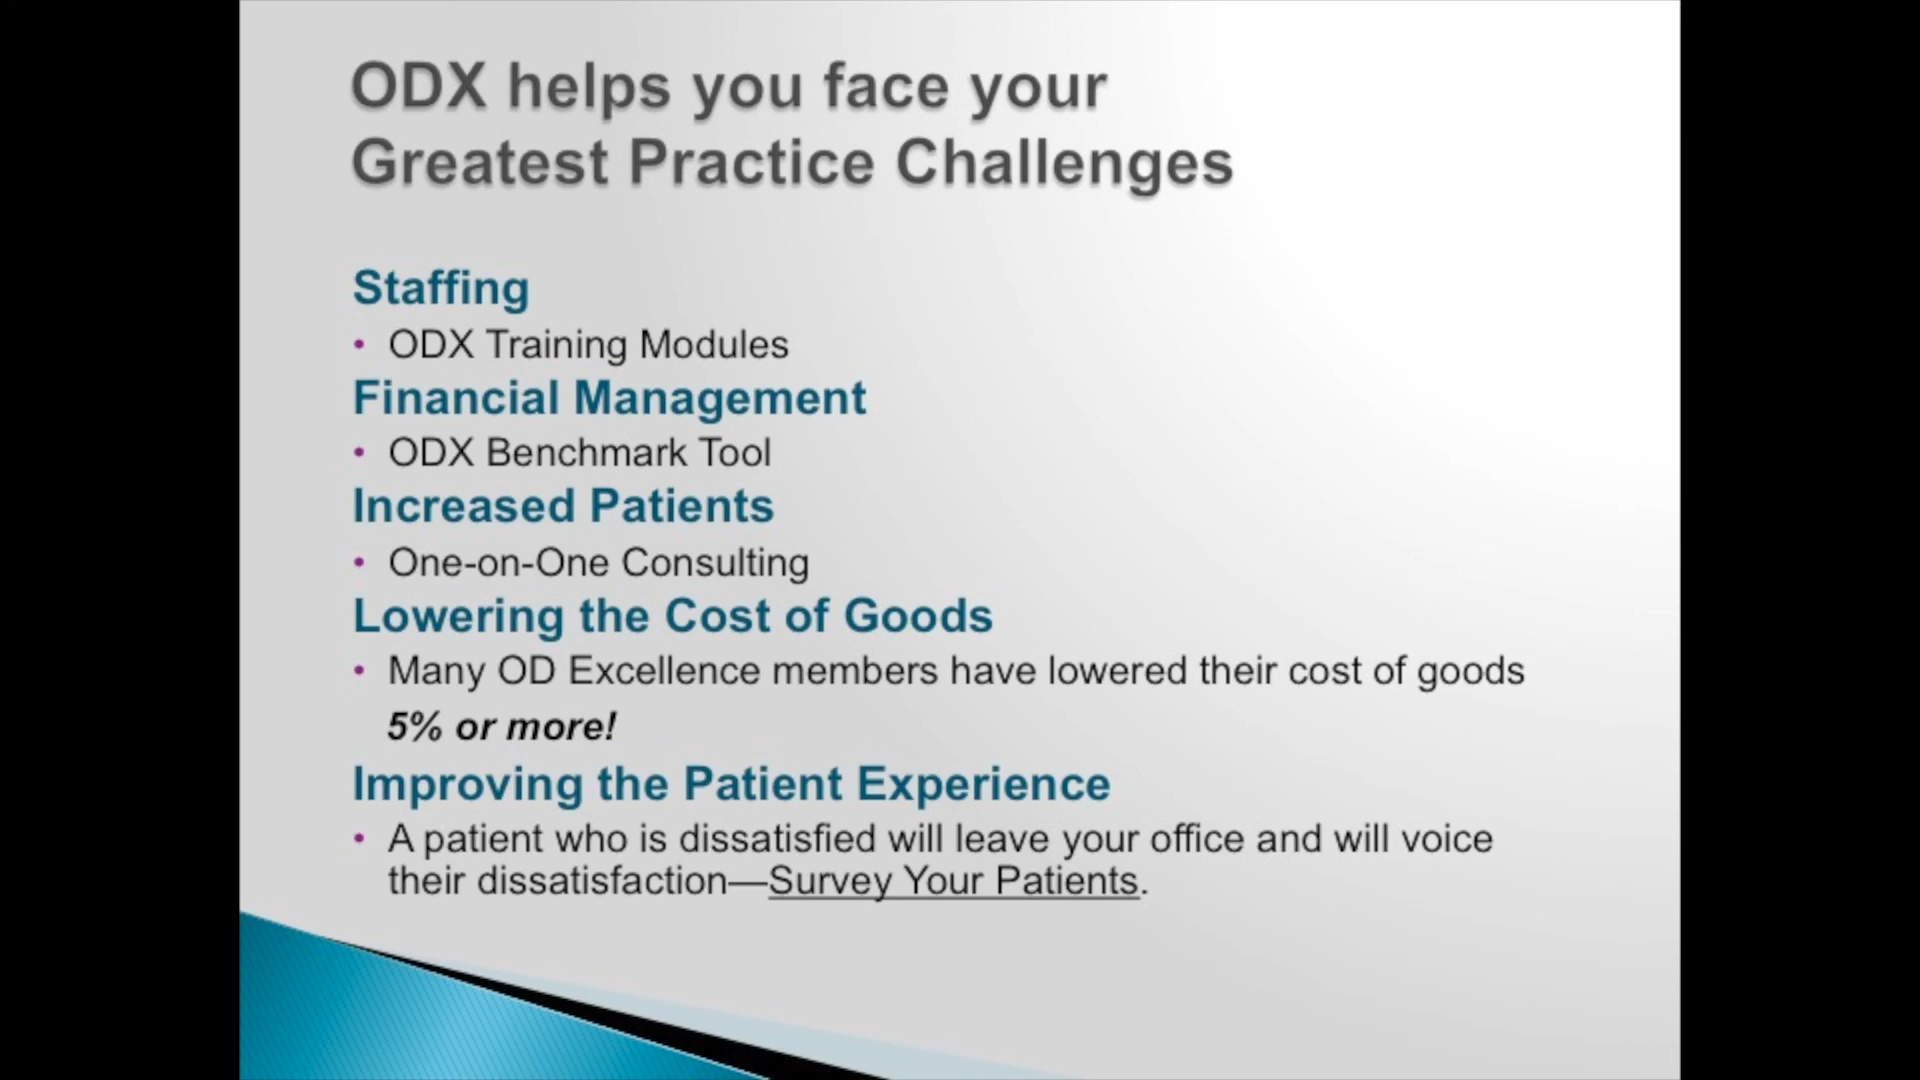 ODX helps you face your
Greatest Practice Challenges
Staffing
• ODX Training Modules
Financial Management
• ODX Benchmark Tool
Increased Patients
• One-on-One Consulting
Lowering the Cost of Goods
• Many OD Excellence members have lowered their cost of goods
5% or more!
Improving the Patient Experience
• A patient who is dissatisfied will leave your office and will voice
their dissatisfaction—Survey Your Patients.